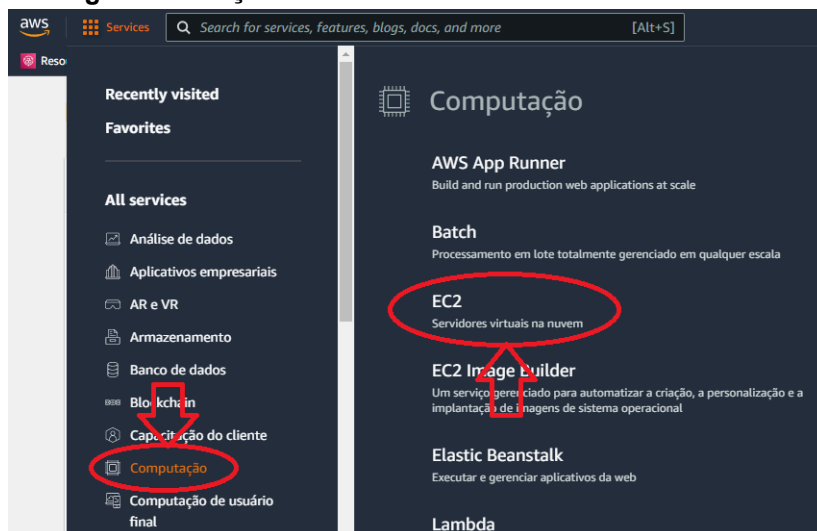 aws
Services
Search for services, features, blogs, docs, and more
[Alt+S]
Recently visited
Favorites
All services
Análise de dados
Aplicativos empresariais
AR e VR
Armazenamento
Banco de dados
Blockchain
Capacitação do cliente
Computação
Computação de usuário
final
Computação
AWS App Runner
Build and run production web applications at scale
Batch
Processamento em lote totalmente gerenciado em qualquer escala
EC2
Servidores virtuais na nuvem
EC2 Image Builder
Um serviço gerenciado para automatizar a criação, a personalização e a
implantação de imagens de sistema operacional
Elastic Beanstalk
Executar e gerenciar aplicativos da web
Lambda